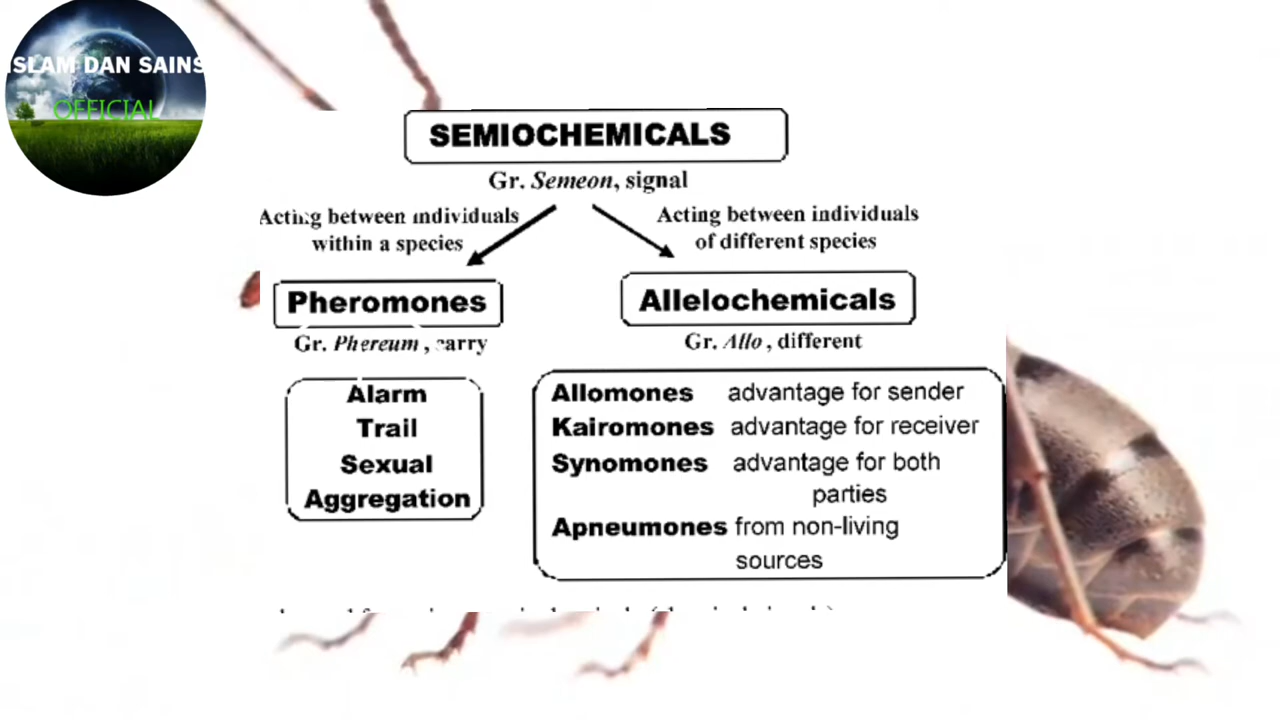 ISLAM DAN SAINS
OFFICIAL
SEMIOCHEMICALS
Gr. Semeon, signal
Acting between individuals
within a species
Acting between individuals
of different species
Pheromones
Allelochemicals
Gr. Phereum, carry
Gr. Allo, different
Alarm
Trail
Sexual
Aggregation
Allomones advantage for sender
Kairomones advantage for receiver
Synomones advantage for both
parties
Apneumones from non-living
sources